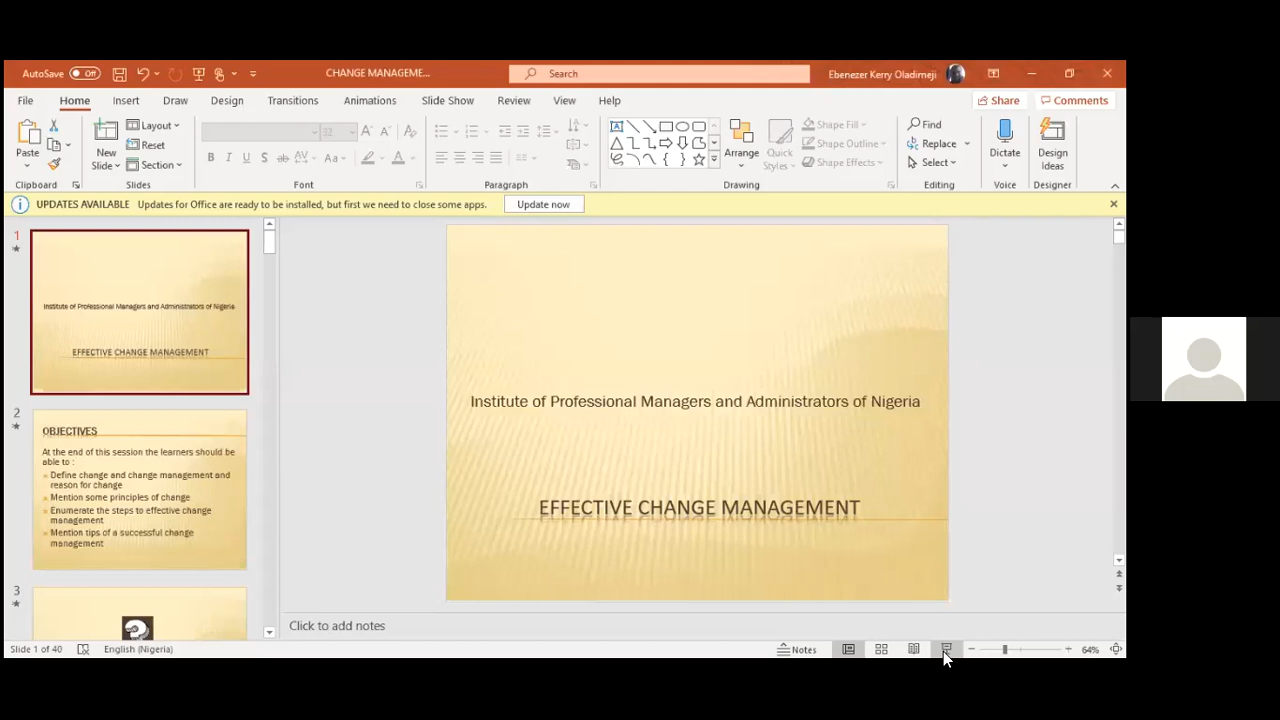 AutoSave Off CHANGE MANAGEME... Search Ebenezer Kerry Oladimeji
File Home Insert Draw Design Transitions Animations Slide Show Review View Help Share Comments
Paste New Slide Layout Reset Section 32 Arrange Quick Styles Shape Fill Shape Outline Shape Effects Find Replace Select Dictate Design Ideas
Clipboard Slides Font Paragraph Drawing Editing Voice Designer
UPDATES AVAILABLE Updates for Office are ready to be installed, but first we need to close some apps. Update now
1
Institute of Professional Managers and Administrators of Nigeria
EFFECTIVE CHANGE MANAGEMENT
2
OBJECTIVES
At the end of this session the learners should be
able to :
Define change and change management and
reason for change
Mention some principles of change
Enumerate the steps to effective change
management
Mention tips of a successful change
management
3
Institute of Professional Managers and Administrators of Nigeria
EFFECTIVE CHANGE MANAGEMENT
Click to add notes
Slide 1 of 40 English (Nigeria) Notes 64%